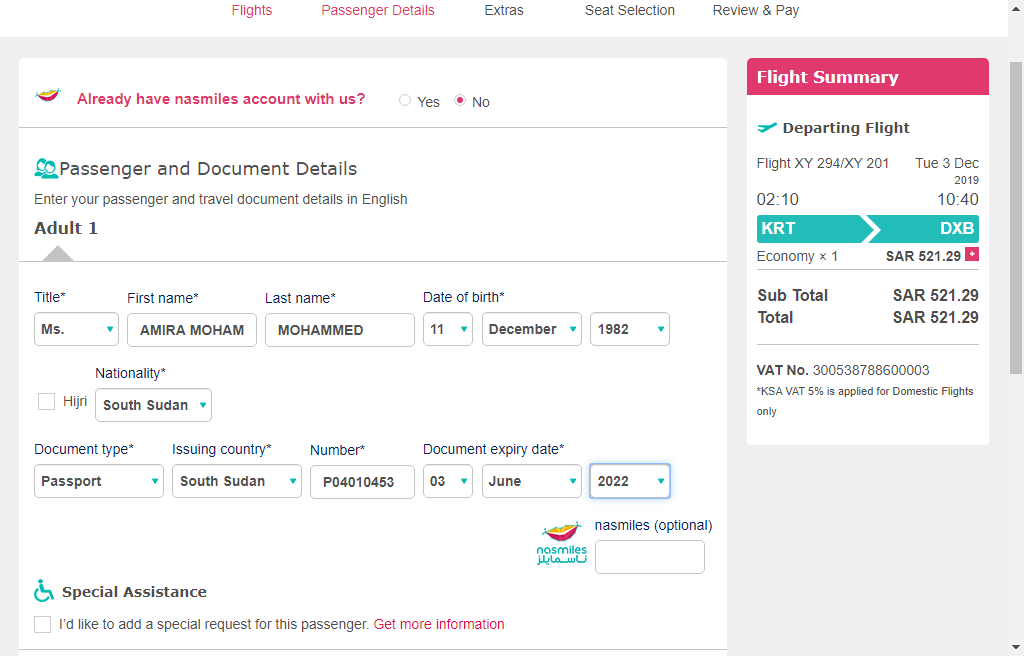 Flights Passenger Details Extras Seat Selection Review & Pay
Already have nasmiles account with us? Yes No
Passenger and Document Details
Enter your passenger and travel document details in English
Adult 1
Title* First name* Last name* Date of birth*
Ms. AMIRA MOHAM MOHAMMED 11 December 1982
Nationality*
Hijri South Sudan
Document type* Issuing country* Number* Document expiry date*
Passport South Sudan P04010453 03 June 2022
nasmiles (optional)
nasmiles
ناسمايلز
Special Assistance
I'd like to add a special request for this passenger. Get more information
Flight Summary
Departing Flight
Flight XY 294/XY 201 Tue 3 Dec
2019
02:10 10:40
KRT DXB
Economy × 1 SAR 521.29 +
Sub Total SAR 521.29
Total SAR 521.29
VAT No. 300538788600003
*KSA VAT 5% is applied for Domestic Flights
only